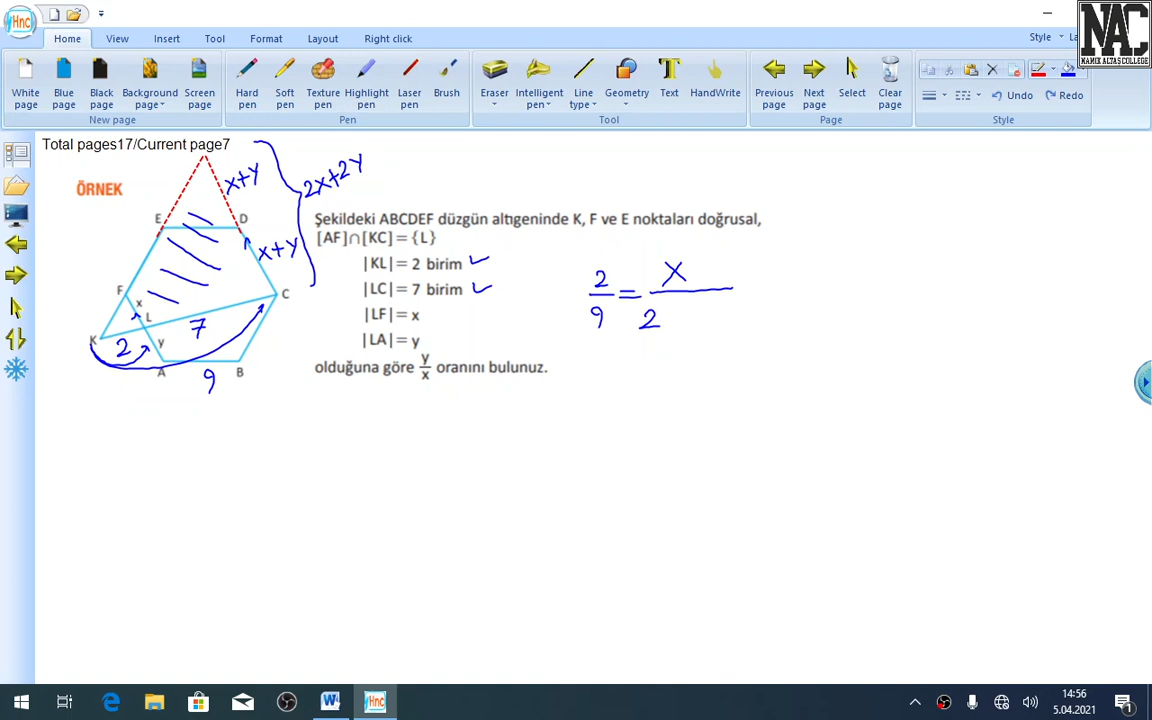 Home View Insert Tool Format Layout Right click Style
White page Blue page Black page Background page Screen page Hard pen Soft pen Texture pen Highlight pen Laser pen Brush Eraser Intelligent pen Line type Geometry Text HandWrite Previous page Next page Select Clear page Undo Redo
New page Pen Tool Page Style
NAC
NAMIK ALTAŞ COLLEGE
Total pages17/Current page7
ÖRNEK
x+y
2x+2y
E D
x+y
F x L C
K 2 y 7
A 9 B
Şekildeki ABCDEF düzgün altıgeninde K, F ve E noktaları doğrusal,
[AF]∩[KC]={L}
|KL|= 2 birim
|LC|= 7 birim
|LF|= x
|LA|= y
olduğuna göre y/x oranını bulunuz.
2/9 = x/2
Hnc
14:56
5.04.2021
1